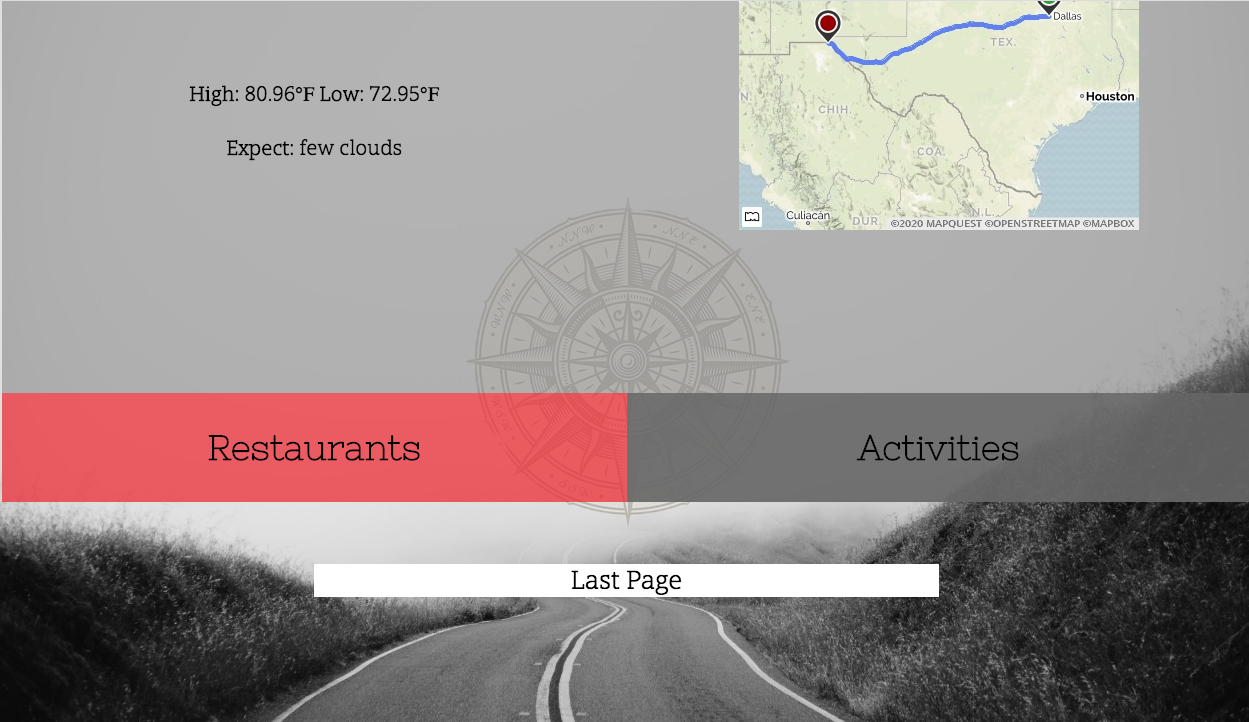 High: 80.96°F Low: 72.95°F
Expect: few clouds
Dallas
TEX.
N.
CHIH.
Houston
COA.
Culiacán
DUR.
N.L.
©2020 MAPQUEST ©OPENSTREETMAP ©MAPBOX
NNW
NNE
WNW
ENE
Restaurants
Activities
Last Page